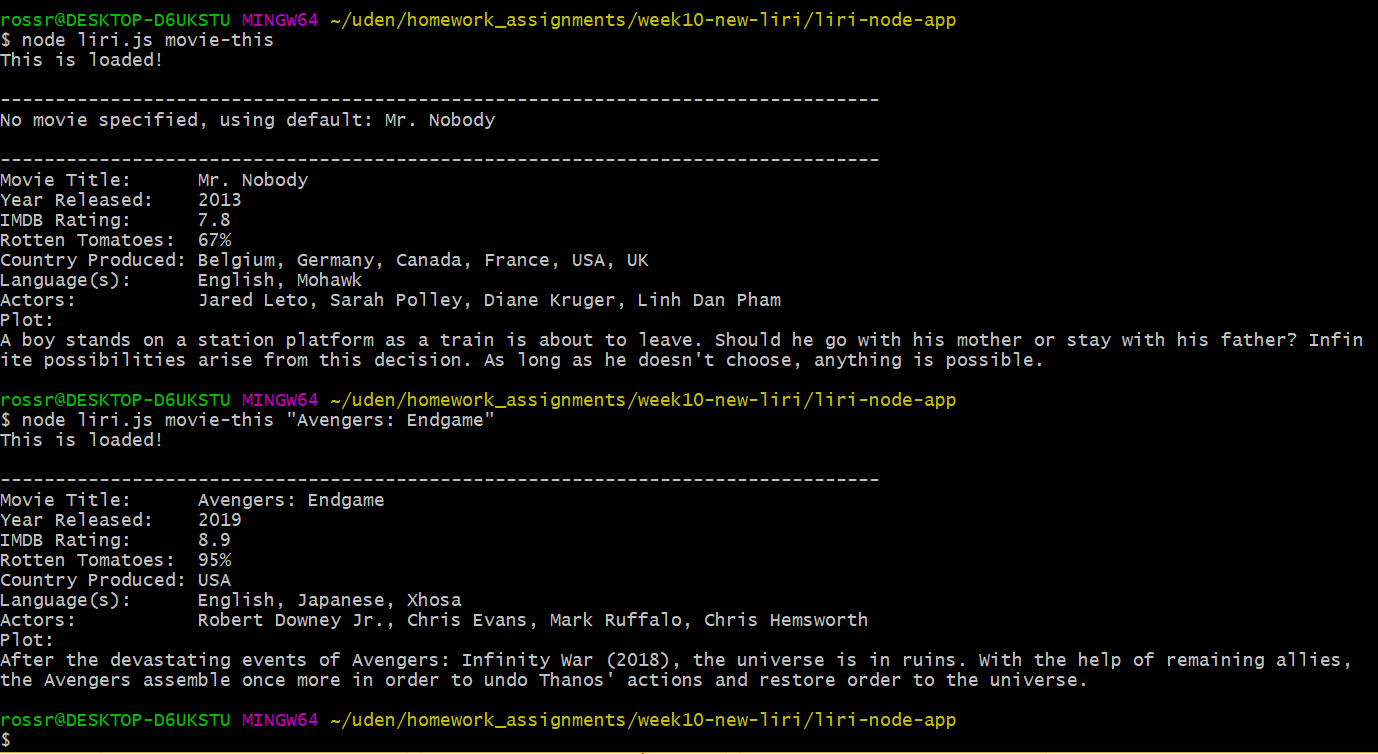 rossr@DESKTOP-D6UKSTU MINGW64 ~/uden/homework_assignments/week10-new-liri/liri-node-app
$ node liri.js movie-this
This is loaded!
--------------------------------------------------------------------------------
No movie specified, using default: Mr. Nobody
--------------------------------------------------------------------------------
Movie Title:      Mr. Nobody
Year Released:    2013
IMDB Rating:      7.8
Rotten Tomatoes:  67%
Country Produced: Belgium, Germany, Canada, France, USA, UK
Language(s):      English, Mohawk
Actors:           Jared Leto, Sarah Polley, Diane Kruger, Linh Dan Pham
Plot:
A boy stands on a station platform as a train is about to leave. Should he go with his mother or stay with his father? Infin
ite possibilities arise from this decision. As long as he doesn't choose, anything is possible.
rossr@DESKTOP-D6UKSTU MINGW64 ~/uden/homework_assignments/week10-new-liri/liri-node-app
$ node liri.js movie-this "Avengers: Endgame"
This is loaded!
--------------------------------------------------------------------------------
Movie Title:      Avengers: Endgame
Year Released:    2019
IMDB Rating:      8.9
Rotten Tomatoes:  95%
Country Produced: USA
Language(s):      English, Japanese, Xhosa
Actors:           Robert Downey Jr., Chris Evans, Mark Ruffalo, Chris Hemsworth
Plot:
After the devastating events of Avengers: Infinity War (2018), the universe is in ruins. With the help of remaining allies,
the Avengers assemble once more in order to undo Thanos' actions and restore order to the universe.
rossr@DESKTOP-D6UKSTU MINGW64 ~/uden/homework_assignments/week10-new-liri/liri-node-app
$